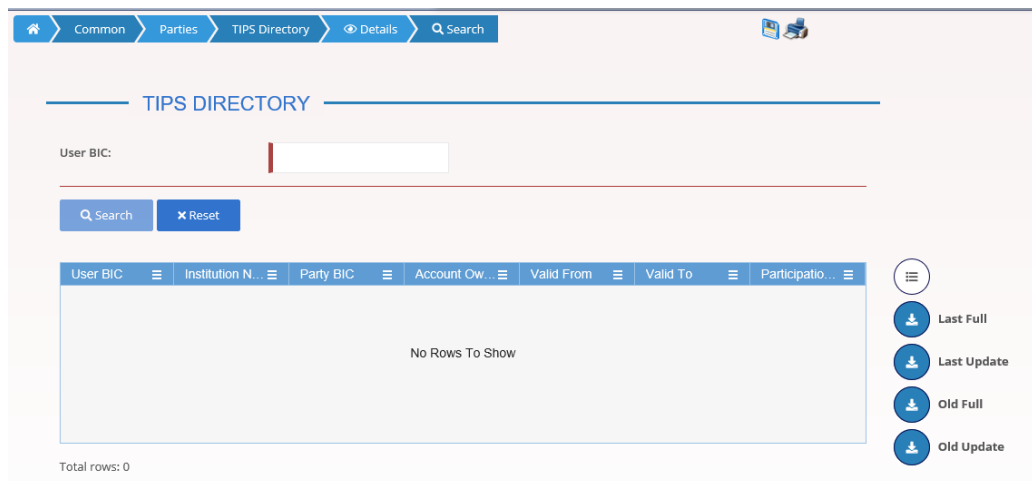 Common Parties TIPS Directory Details Search
TIPS DIRECTORY
User BIC:
Search Reset
User BIC Institution N... Party BIC Account Ow... Valid From Valid To Participatio...
No Rows To Show
Last Full
Last Update
Old Full
Old Update
Total rows: 0